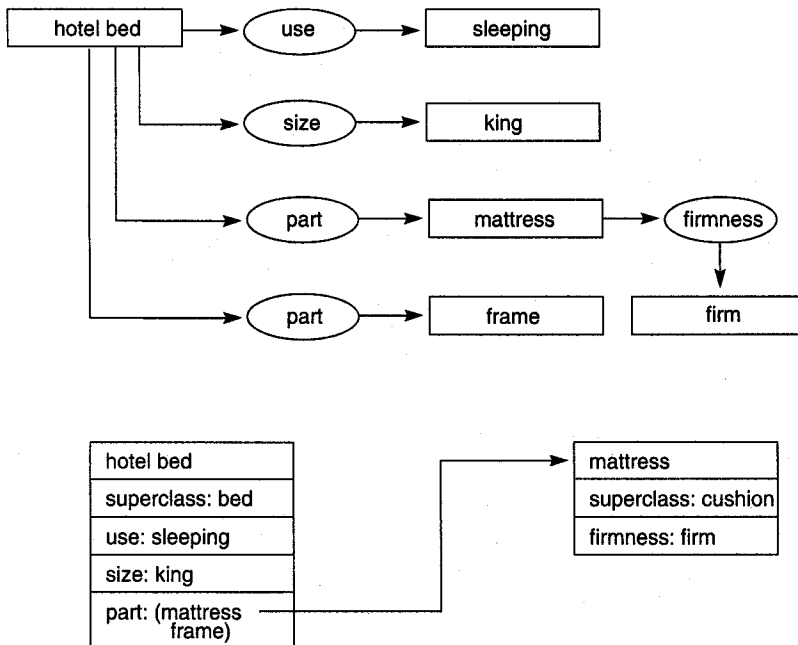 hotel bed
use
sleeping
size
king
part
mattress
firmness
part
frame
firm
hotel bed
superclass: bed
use: sleeping
size: king
part: (mattress
frame)
mattress
superclass: cushion
firmness: firm